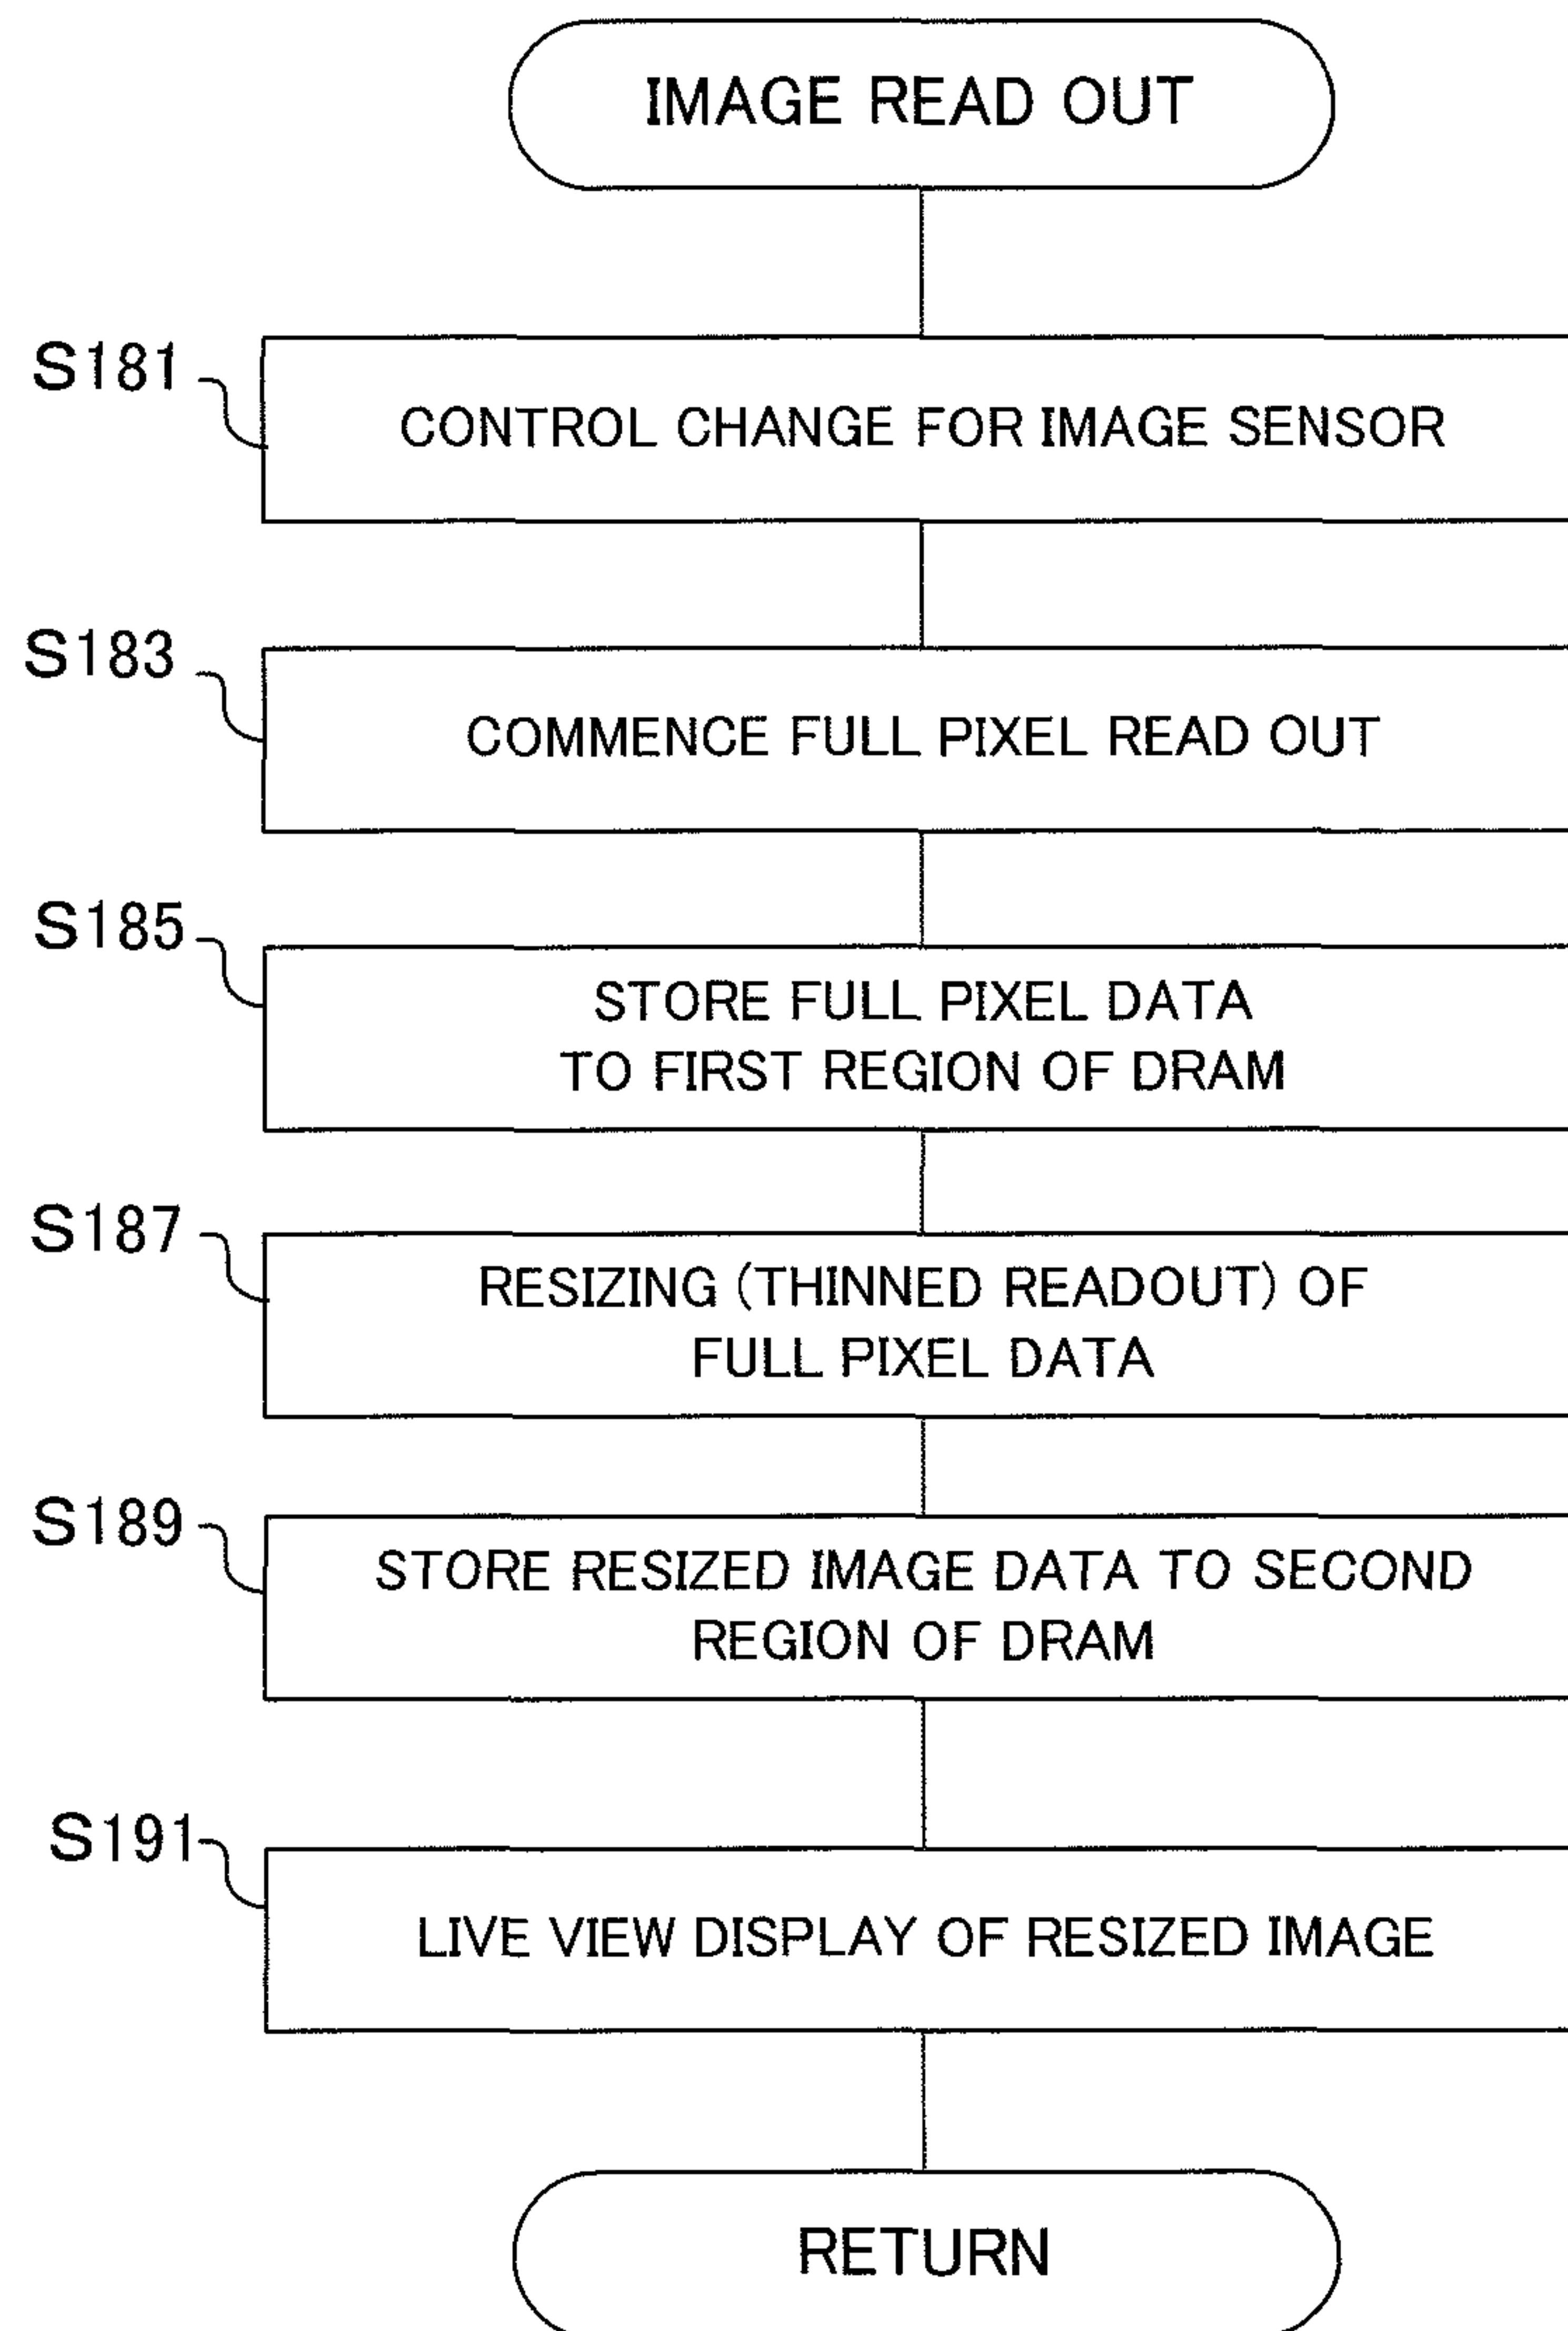 IMAGE READ OUT
S181
CONTROL CHANGE FOR IMAGE SENSOR
S183
COMMENCE FULL PIXEL READ OUT
S185
STORE FULL PIXEL DATA
TO FIRST REGION OF DRAM
S187
RESIZING (THINNED READOUT) OF
FULL PIXEL DATA
S189
STORE RESIZED IMAGE DATA TO SECOND
REGION OF DRAM
S191
LIVE VIEW DISPLAY OF RESIZED IMAGE
RETURN